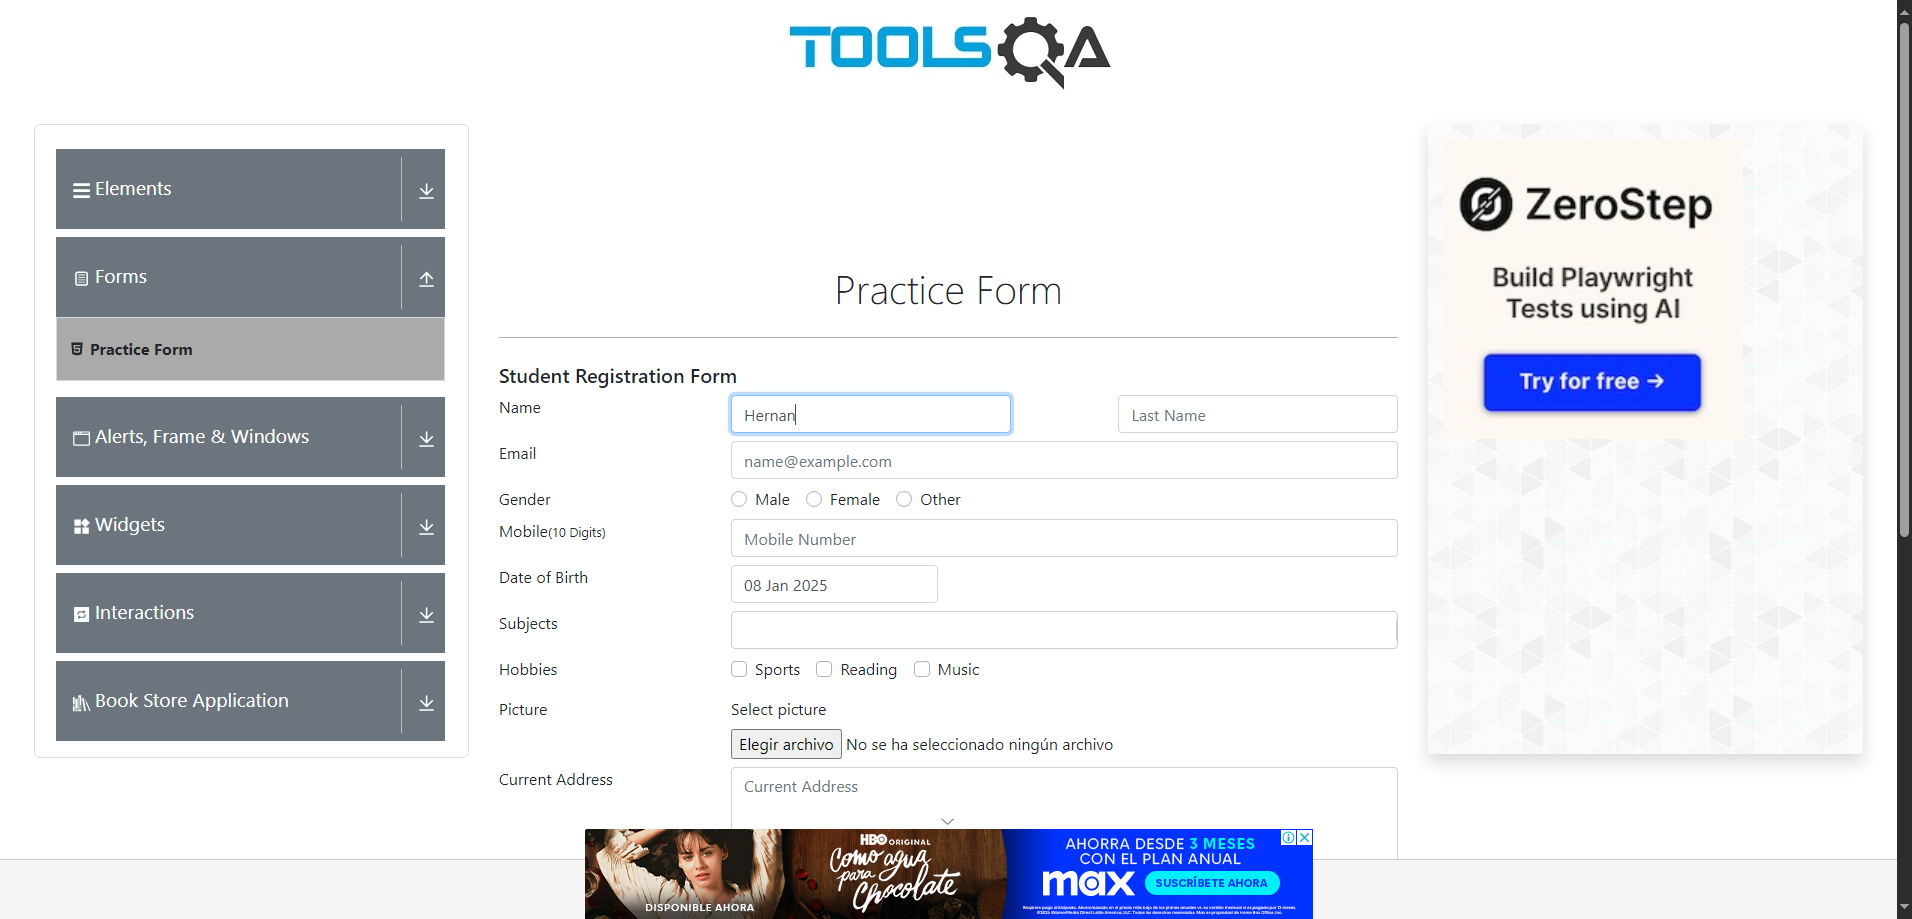 TOOLSQA
Elements
Forms
Practice Form
Alerts, Frame & Windows
Widgets
Interactions
Book Store Application
Practice Form
Student Registration Form
Name
Hernan
Last Name
Email
name@example.com
Gender
Male
Female
Other
Mobile(10 Digits)
Mobile Number
Date of Birth
08 Jan 2025
Subjects
Hobbies
Sports
Reading
Music
Picture
Select picture
Elegir archivo
No se ha seleccionado ningún archivo
Current Address
Current Address
ZeroStep
Build Playwright
Tests using AI
Try for free →
DISPONIBLE AHORA
HBO ORIGINAL
Como agua
para
Chocolate
AHORRA DESDE 3 MESES
CON EL PLAN ANUAL
max
SUSCRÍBETE AHORA